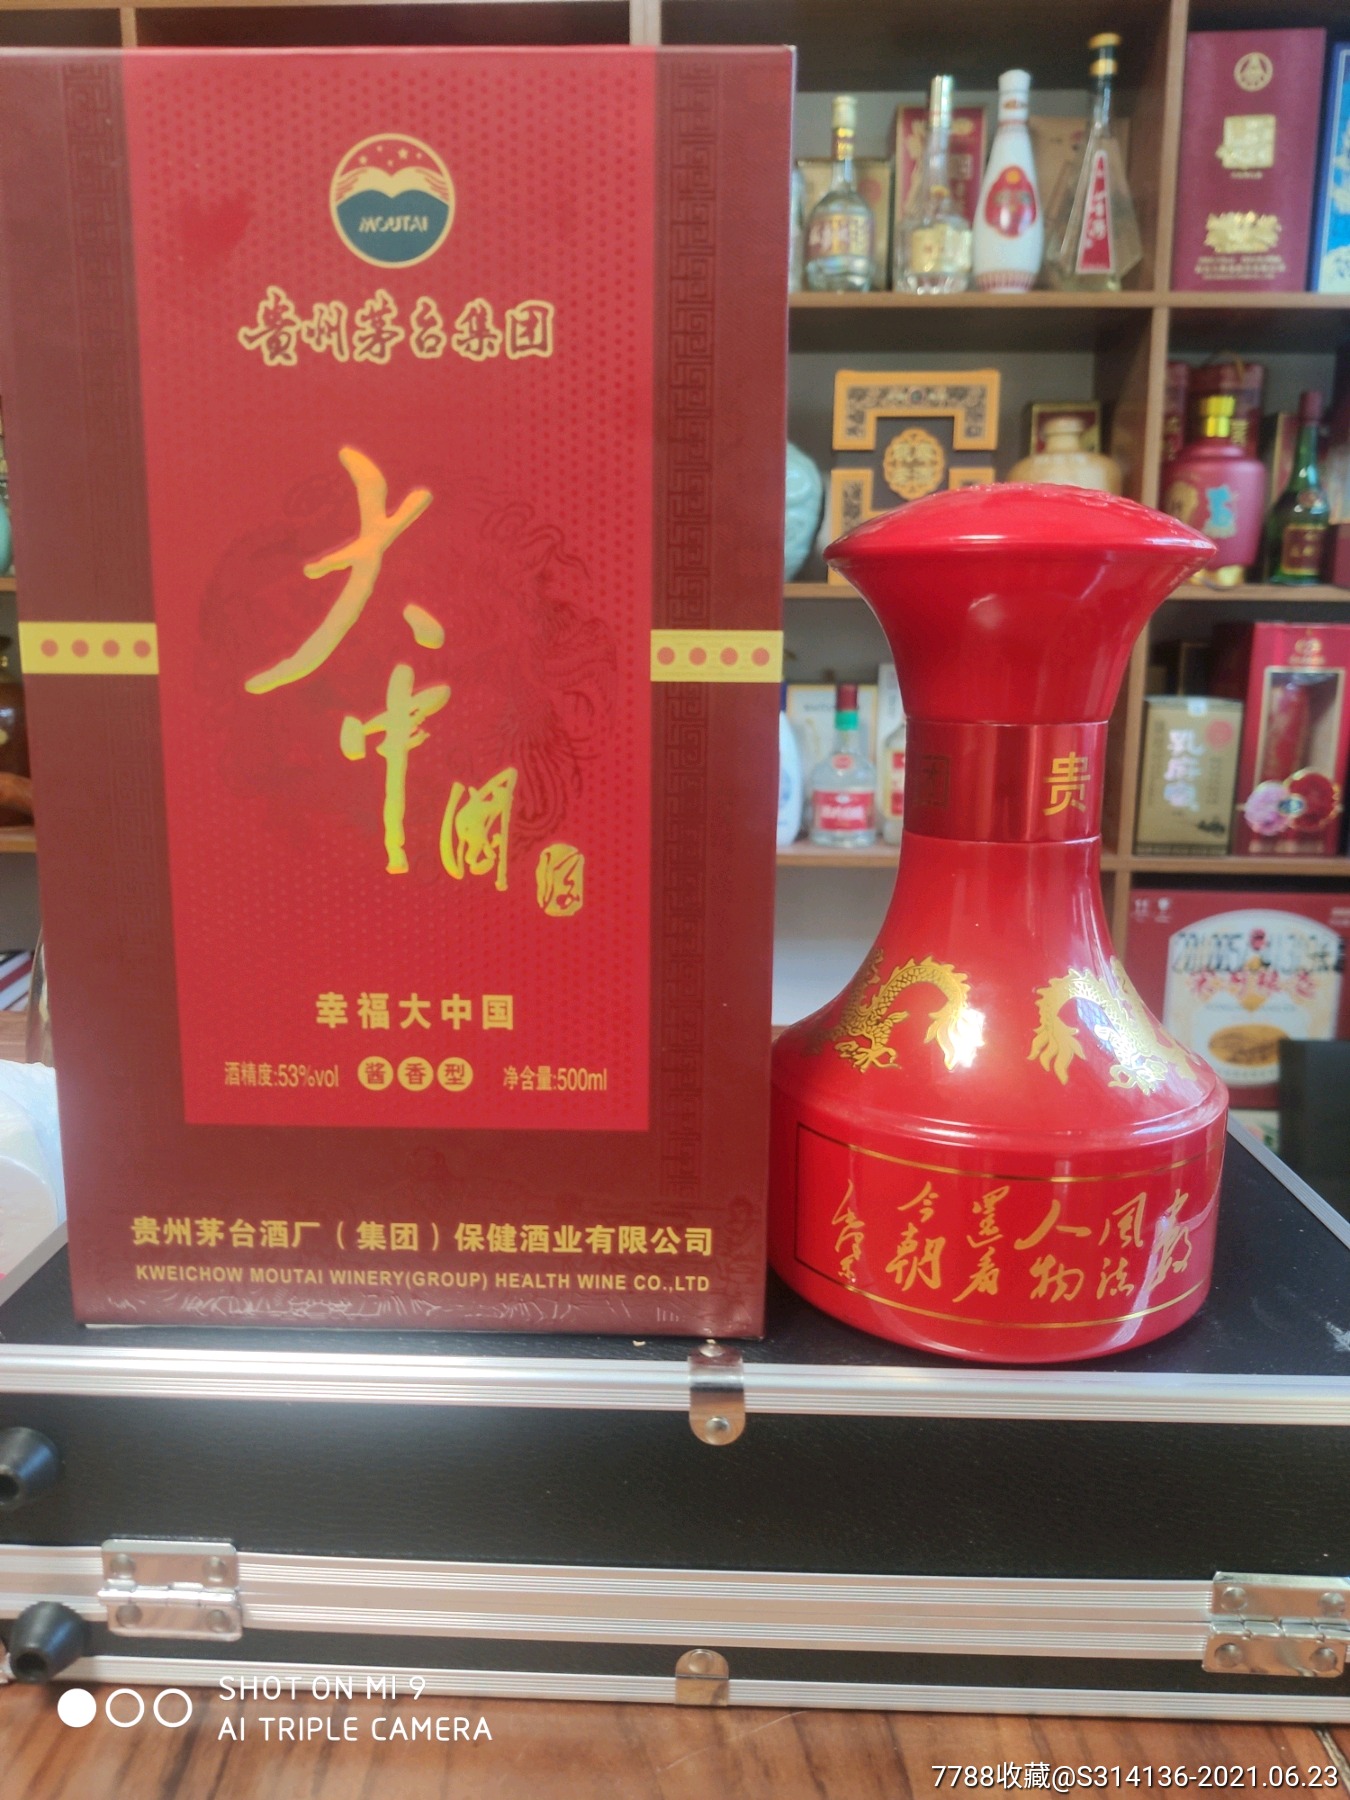 MOUTAI
贵州茅台集团
大中國
酒
幸福大中国
酒精度:53%vol 酱香型 净含量:500ml
贵州茅台酒厂（集团）保健酒业有限公司
KWEICHOW MOUTAI WINERY(GROUP) HEALTH WINE CO.,LTD
团 贵
数
风流
人物
还看
今朝
SHOT ON MI 9
AI TRIPLE CAMERA
7788收藏@S314136-2021.06.23